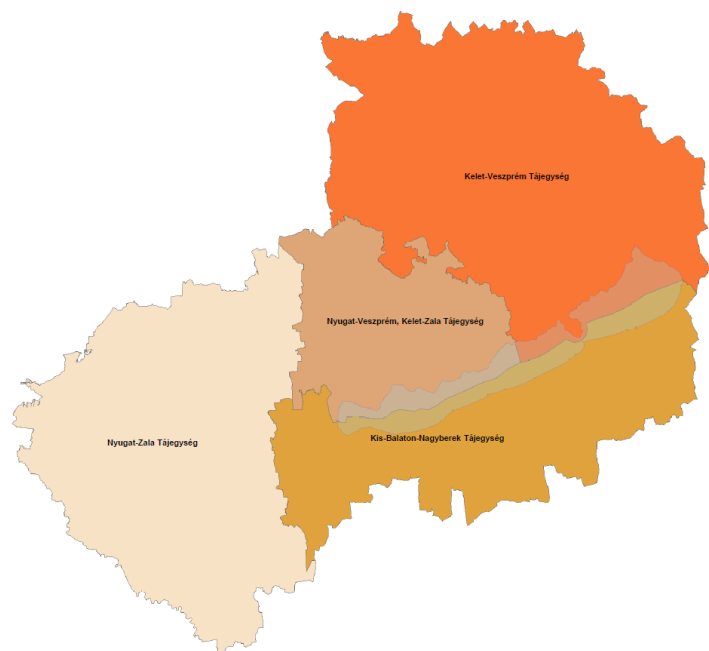 Kelet-Veszprém Tájegység
Nyugat-Veszprém, Kelet-Zala Tájegység
Kis-Balaton-Nagyberek Tájegység
Nyugat-Zala Tájegység